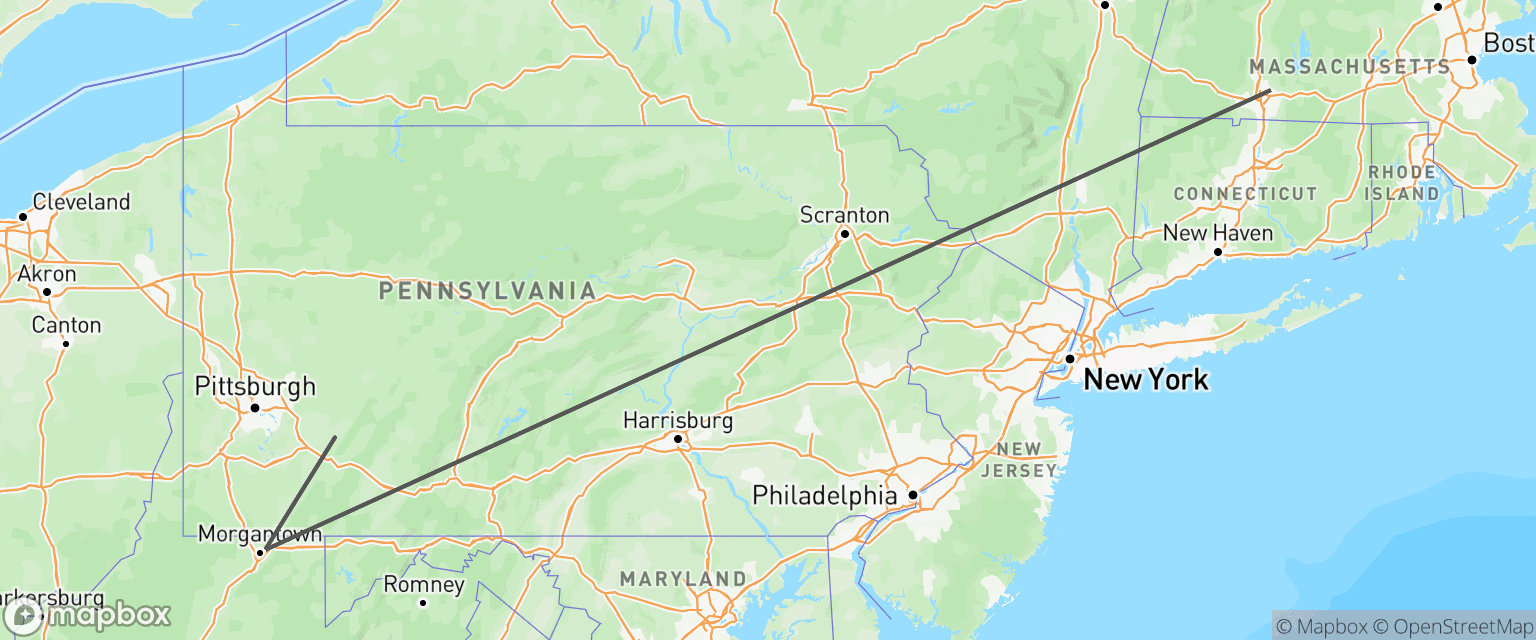 Bost
MASSACHUSETTS
Cleveland
RHODE
ISLAND
CONNECTICUT
Scranton
New Haven
Akron
PENNSYLVANIA
Canton
New York
Pittsburgh
Harrisburg
NEW
JERSEY
Philadelphia
Morgantown
MARYLAND
Romney
arkersburg
mapbox
© Mapbox © OpenStreetMap